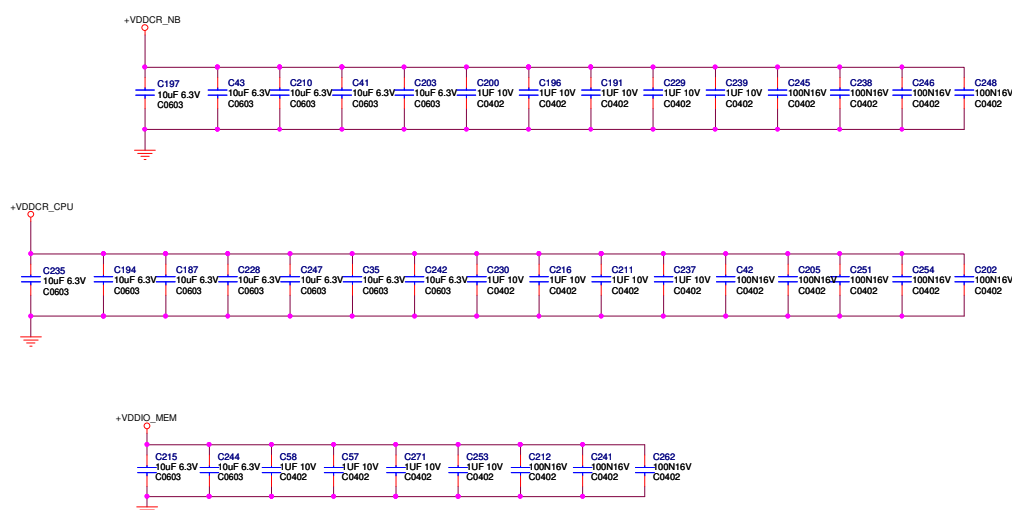 +VDDCR_NB
C197 C43 C210 C41 C203 C200 C196 C191 C229 C239 C245 C238 C246 C248
10uF 6.3V 10uF 6.3V 10uF 6.3V 10uF 6.3V 10uF 6.3V 1UF 10V 1UF 10V 1UF 10V 1UF 10V 1UF 10V 100N16V 100N16V 100N16V 100N16V
C0603 C0603 C0603 C0603 C0603 C0402 C0402 C0402 C0402 C0402 C0402 C0402 C0402 C0402
+VDDCR_CPU
C235 C194 C187 C228 C247 C35 C242 C230 C216 C211 C237 C42 C205 C251 C254 C202
10uF 6.3V 10uF 6.3V 10uF 6.3V 10uF 6.3V 10uF 6.3V 10uF 6.3V 10uF 6.3V 1UF 10V 1UF 10V 1UF 10V 1UF 10V 100N16V 100N16V 100N16V 100N16V 100N16V
C0603 C0603 C0603 C0603 C0603 C0603 C0603 C0402 C0402 C0402 C0402 C0402 C0402 C0402 C0402 C0402
+VDDIO_MEM
C215 C244 C58 C57 C271 C253 C212 C241 C262
10uF 6.3V 10uF 6.3V 1UF 10V 1UF 10V 1UF 10V 1UF 10V 100N16V 100N16V 100N16V
C0603 C0603 C0402 C0402 C0402 C0402 C0402 C0402 C0402